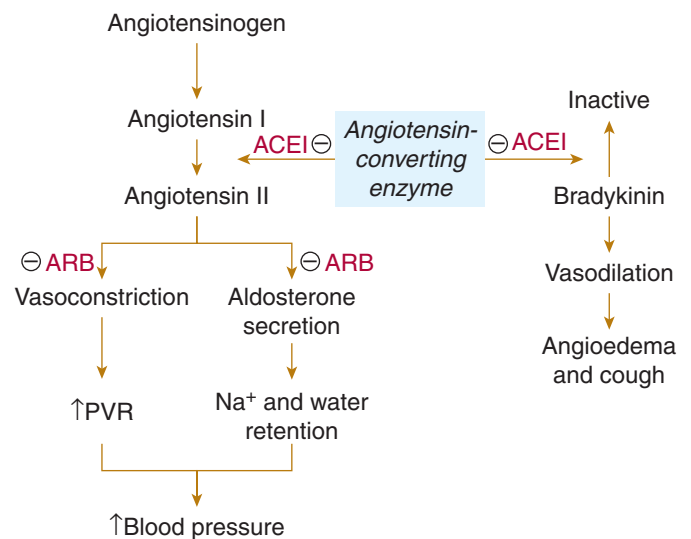 Angiotensinogen
Angiotensin I
ACEI ⊖
Angiotensin-
converting
enzyme
⊖ ACEI
Inactive
Angiotensin II
Bradykinin
⊖ ARB
⊖ ARB
Vasoconstriction
Aldosterone
secretion
Vasodilation
Angioedema
and cough
↑PVR
Na⁺ and water
retention
↑Blood pressure